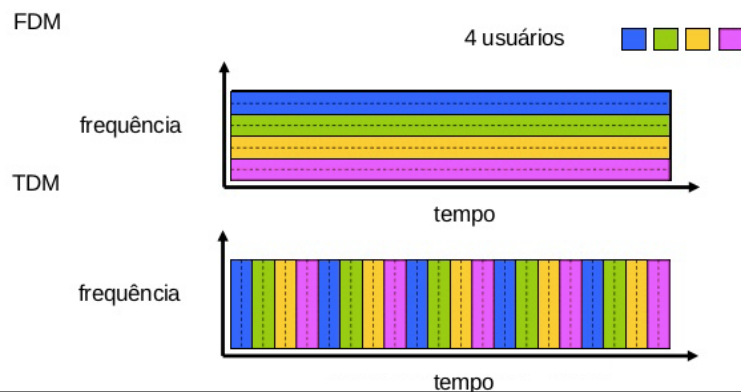 FDM
4 usuários
frequência
TDM
tempo
frequência
tempo